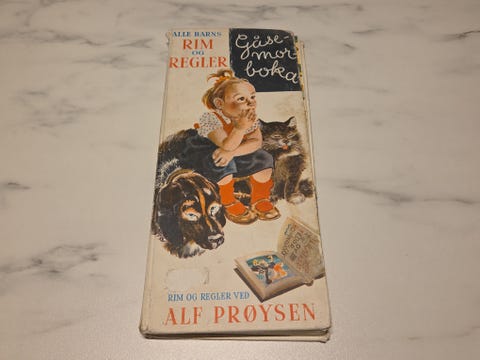 ALLE BARNS
RIM
OG
REGLER
Gåse-
mor
boka
RIM OG REGLER VED
ALF PRØYSEN